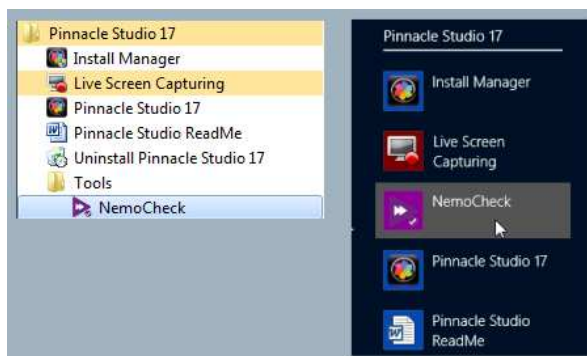 Pinnacle Studio 17
Install Manager
Live Screen Capturing
Pinnacle Studio 17
Pinnacle Studio ReadMe
Uninstall Pinnacle Studio 17
Tools
NemoCheck
Pinnacle Studio 17
Install Manager
Live Screen
Capturing
NemoCheck
Pinnacle Studio 17
Pinnacle Studio
ReadMe